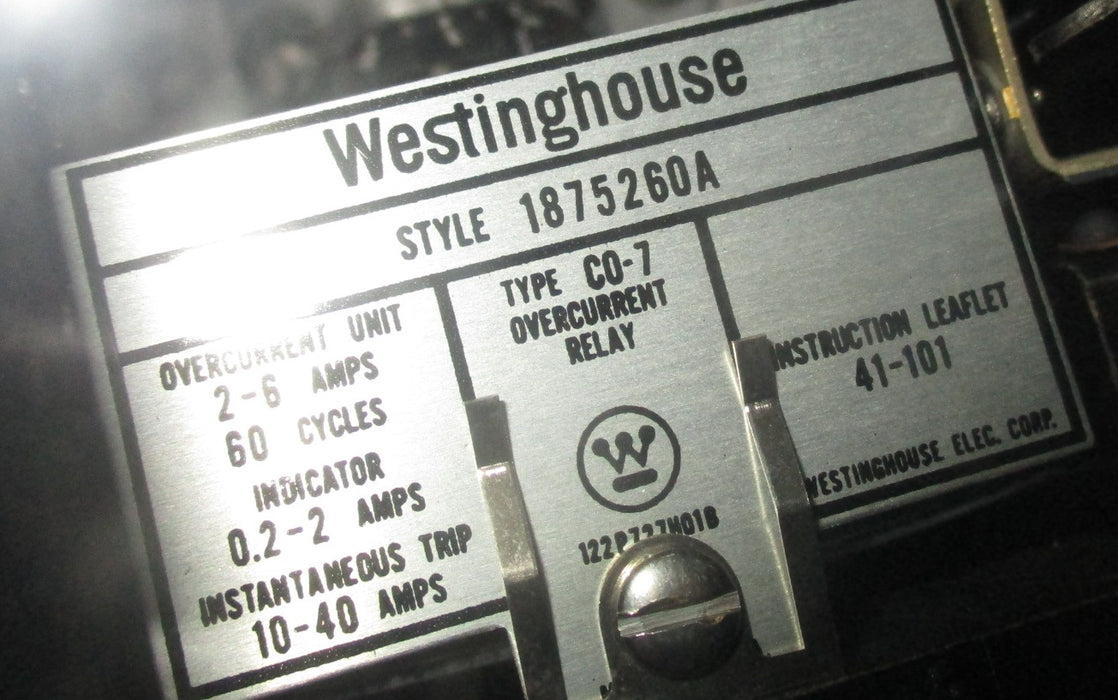 Westinghouse
STYLE 1875260A
OVERCURRENT UNIT
2-6 AMPS
60 CYCLES
INDICATOR
0.2-2 AMPS
INSTANTANEOUS TRIP
10-40 AMPS
TYPE CO-7
OVERCURRENT
RELAY
W
INSTRUCTION LEAFLET
41-101
WESTINGHOUSE ELEC. CORP.